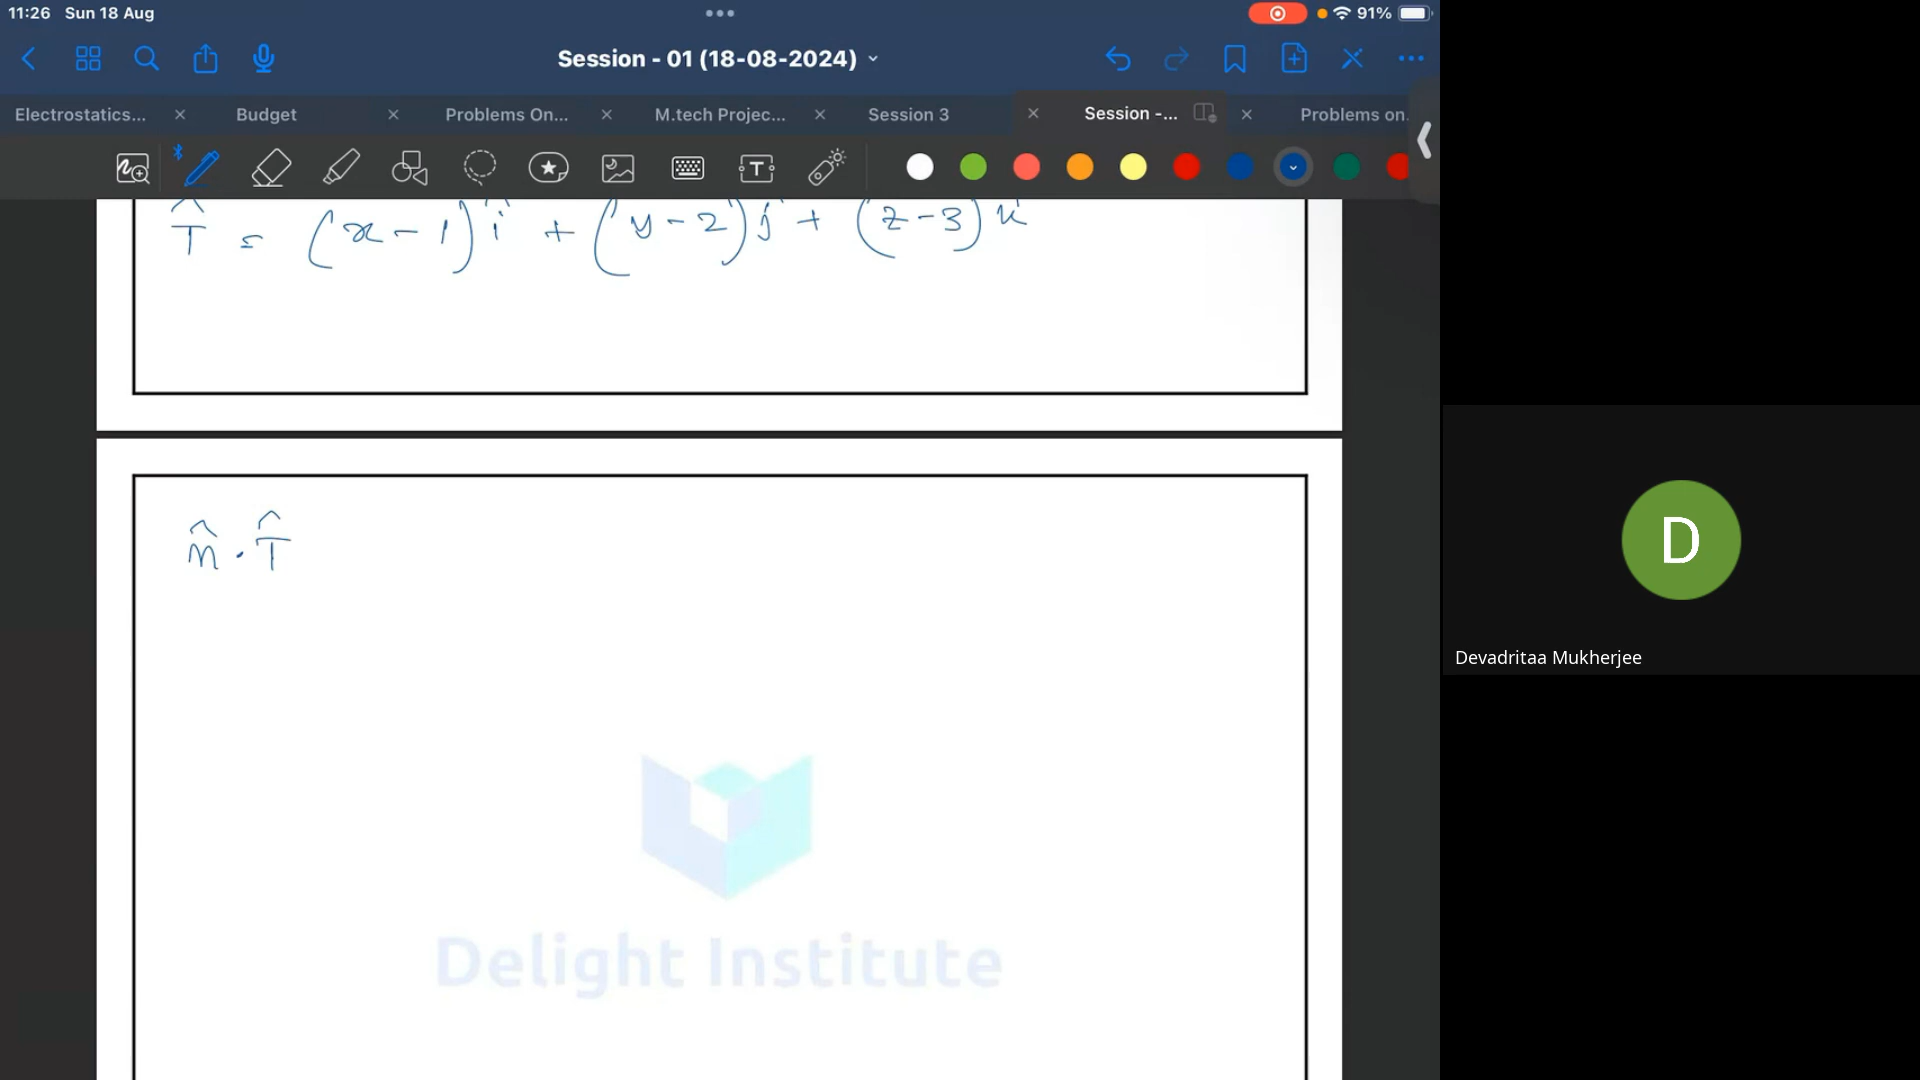 11:26 Sun 18 Aug
91%
Session - 01 (18-08-2024)
Electrostatics...
Budget
Problems On...
M.tech Projec...
Session 3
Session -...
Problems on.
T̂ = (x - 1) î + (y - 2) ĵ + (z - 3) k̂
n̂ . T̂
Delight Institute
D
Devadritaa Mukherjee